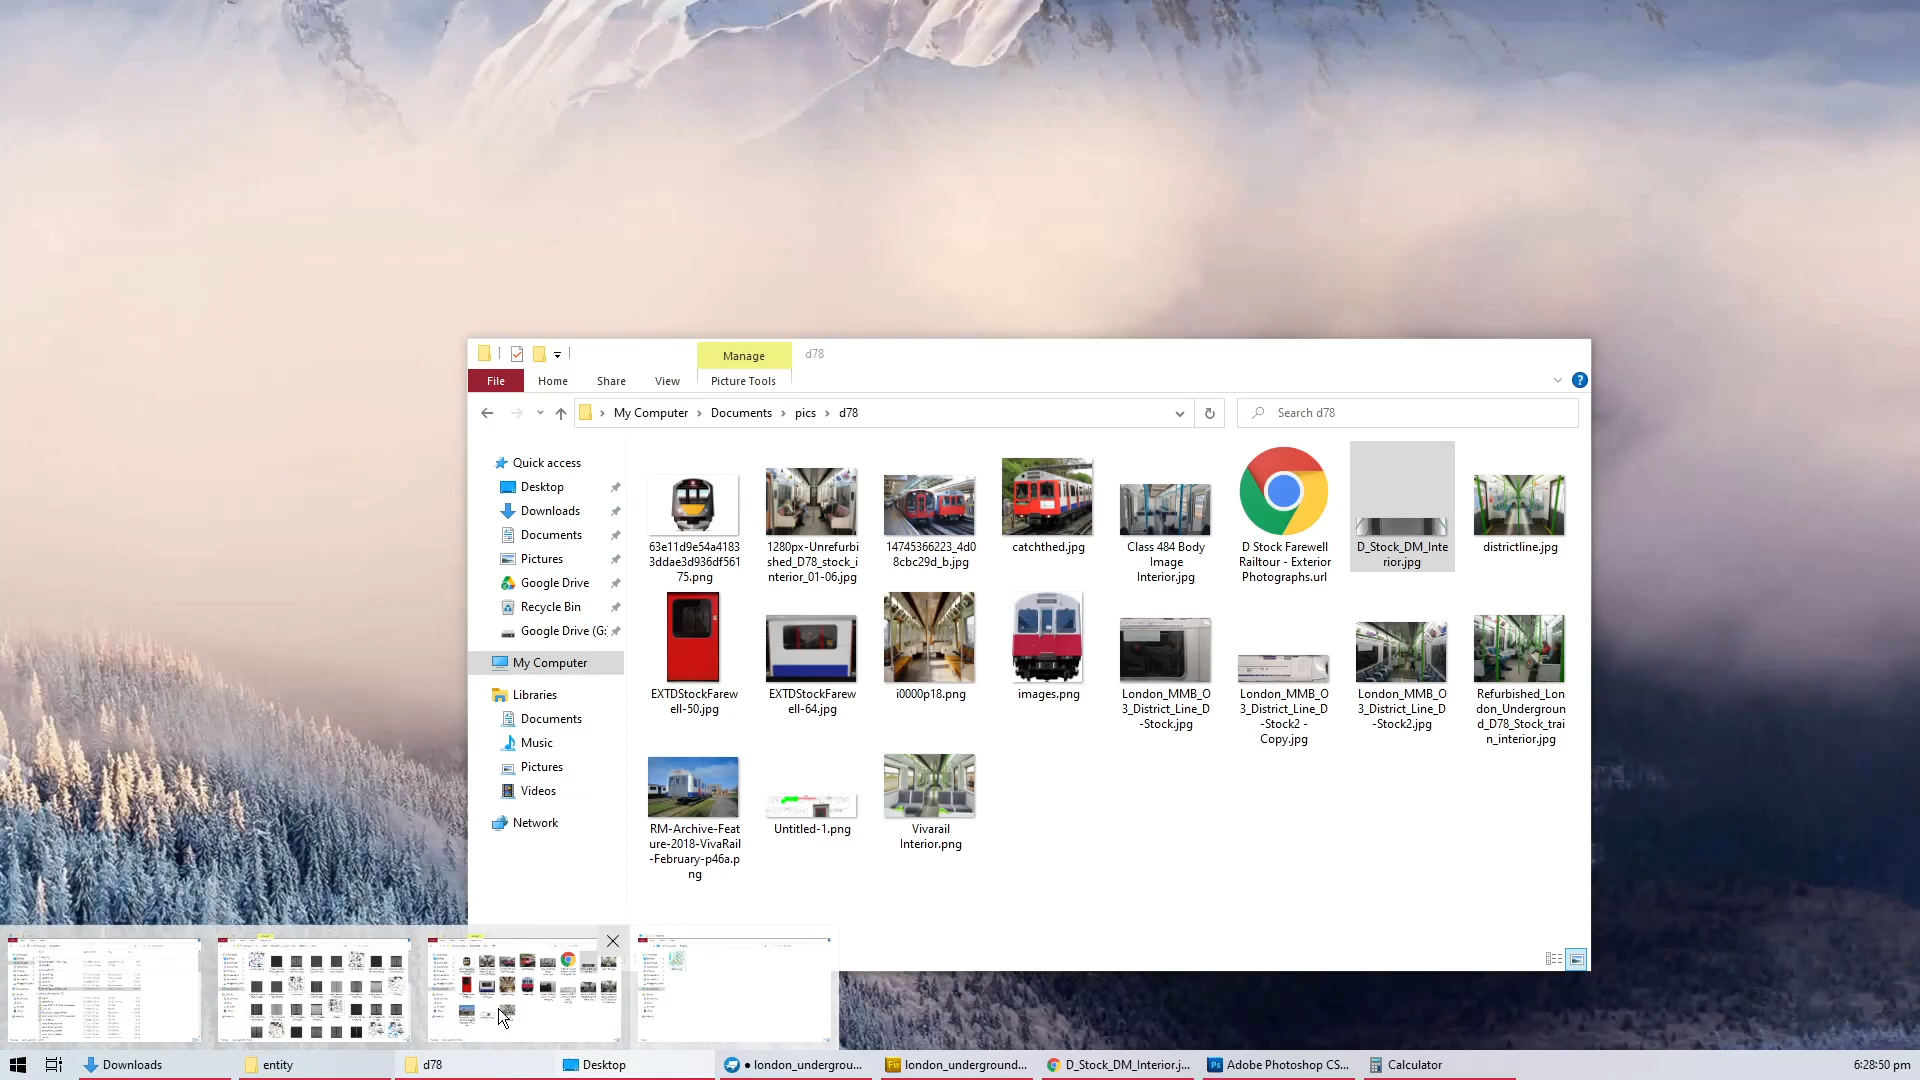 Manage
d78
File
Home
Share
View
Picture Tools
My Computer
Documents
pics
d78
Search d78
Quick access
Desktop
Downloads
Documents
Pictures
Google Drive
Recycle Bin
Google Drive (G:
My Computer
Libraries
Documents
Music
Pictures
Videos
Network
63e11d9e54a4183
3ddae3d936df561
75.png
1280px-Unrefurbi
shed_D78_stock_i
nterior_01-06.jpg
14745366223_4d0
8cbc29d_b.jpg
catchthed.jpg
Class 484 Body
Image
Interior.jpg
D Stock Farewell
Railtour - Exterior
Photographs.url
D_Stock_DM_Inte
rior.jpg
districtline.jpg
EXTDStockFarew
ell-50.jpg
EXTDStockFarew
ell-64.jpg
i0000p18.png
images.png
London_MMB_O
3_District_Line_D
-Stock.jpg
London_MMB_O
3_District_Line_D
-Stock2 -
Copy.jpg
London_MMB_O
3_District_Line_D
-Stock2.jpg
Refurbished_Lon
don_Undergroun
d_D78_Stock_trai
n_interior.jpg
RM-Archive-Feat
ure-2018-VivaRail
-February-p46a.p
ng
Untitled-1.png
Vivarail
Interior.png
Downloads
entity
d78
Desktop
• london_undergrou...
london_underground...
D_Stock_DM_Interior.j...
Adobe Photoshop CS...
Calculator
6:28:50 pm